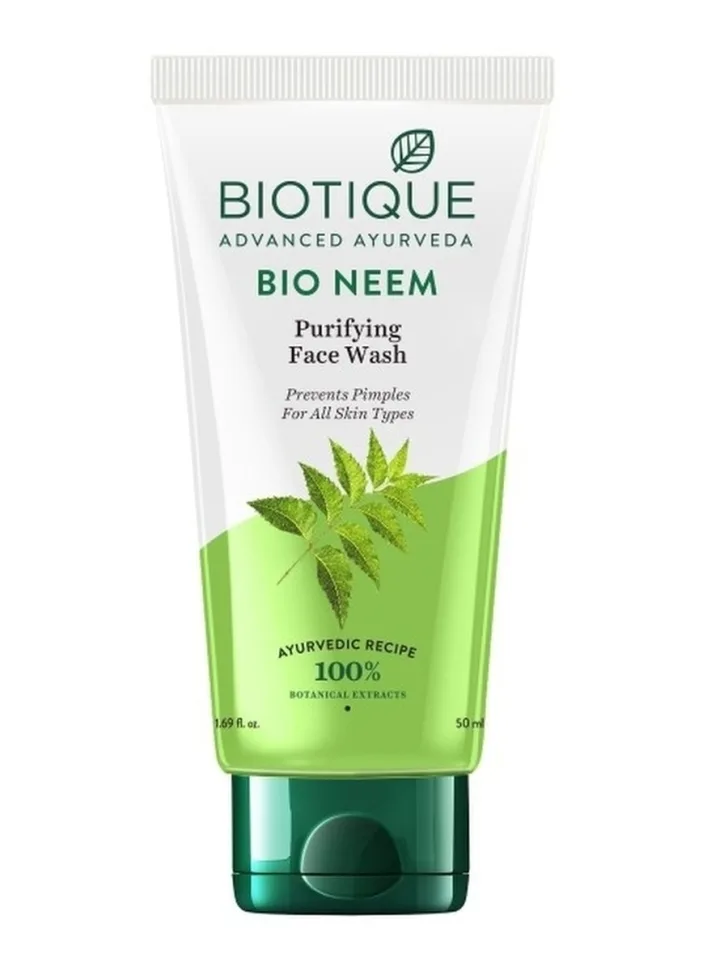 BIOTIQUE
ADVANCED AYURVEDA
BIO NEEM
Purifying
Face Wash
Prevents Pimples
For All Skin Types
AYURVEDIC RECIPE
100%
BOTANICAL EXTRACTS
1.69 fl. oz.
50 ml